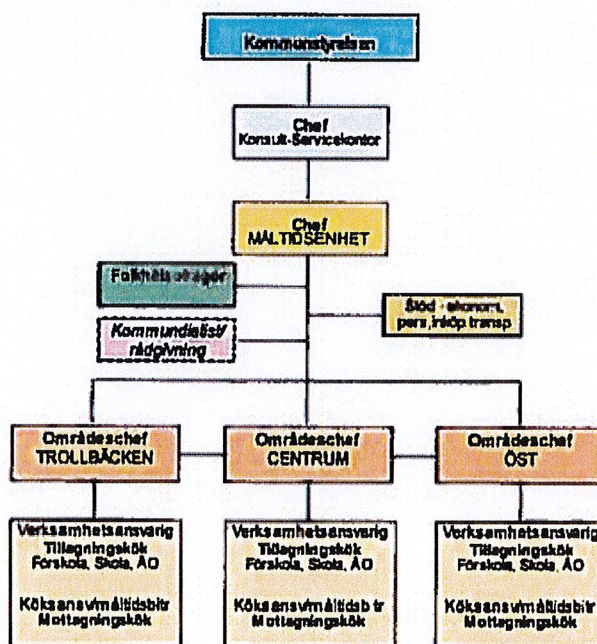 Kommunstyrelsen
Chef
Konsult-Servicekontor
Chef
MÅLTIDSENHET
Folkhälsofrågor
Stöd - ekonom,
pers, inköp transp
Kommundietist/
rådgivning
Områdeschef
TROLLBÄCKEN
Områdeschef
CENTRUM
Områdeschef
ÖST
Verksamhetsansvarig
Tillagningskök
Förskola, Skola, ÄO
Köksansv/måltidsbitr
Mottagningskök
Verksamhetsansvarig
Tillagningskök
Förskola, Skola, ÄO
Köksansv/måltidsbitr
Mottagningskök
Verksamhetsansvarig
Tillagningskök
Förskola, Skola, ÄO
Köksansv/måltidsbitr
Mottagningskök